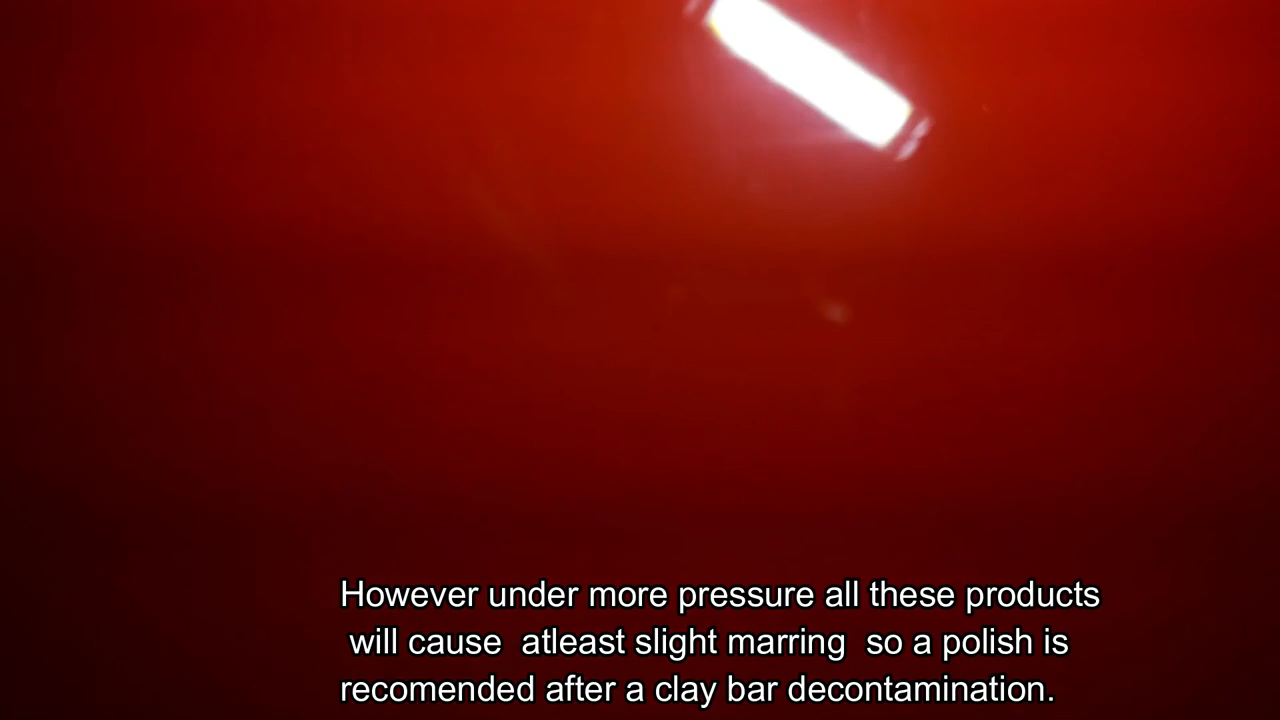 However under more pressure all these products
will cause atleast slight marring so a polish is
recomended after a clay bar decontamination.